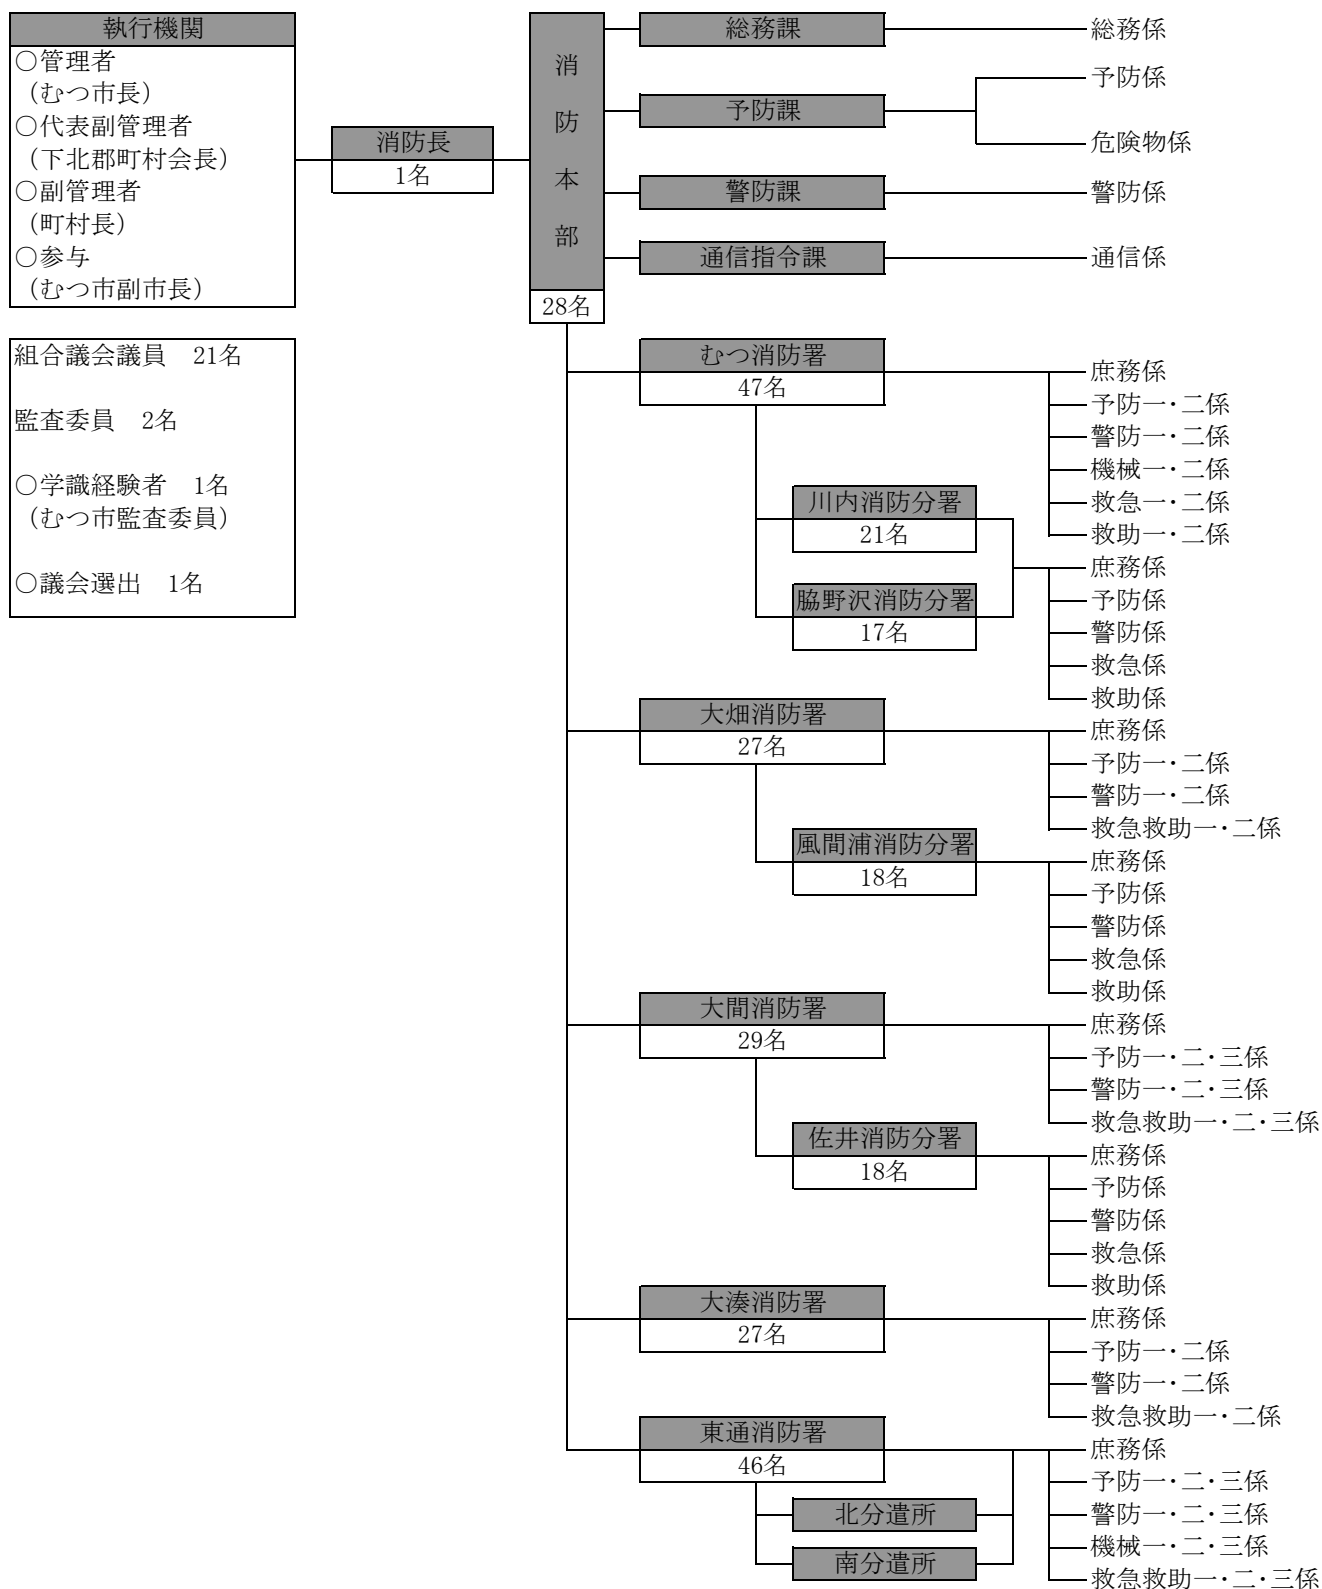 執行機関
○管理者
（むつ市長）
○代表副管理者
（下北郡町村会長）
○副管理者
（町村長）
○参与
（むつ市副市長）
組合議会議員　21名
監査委員　2名
○学識経験者　1名
（むつ市監査委員）
○議会選出　1名
消防長
1名
消防本部
28名
総務課
総務係
予防課
予防係
危険物係
警防課
警防係
通信指令課
通信係
むつ消防署
47名
庶務係
予防一・二係
警防一・二係
機械一・二係
救急一・二係
救助一・二係
川内消防分署
21名
脇野沢消防分署
17名
庶務係
予防係
警防係
救急係
救助係
大畑消防署
27名
庶務係
予防一・二係
警防一・二係
救急救助一・二係
風間浦消防分署
18名
庶務係
予防係
警防係
救急係
救助係
大間消防署
29名
庶務係
予防一・二・三係
警防一・二・三係
救急救助一・二・三係
佐井消防分署
18名
庶務係
予防係
警防係
救急係
救助係
大湊消防署
27名
庶務係
予防一・二係
警防一・二係
救急救助一・二係
東通消防署
46名
北分遣所
南分遣所
庶務係
予防一・二・三係
警防一・二・三係
機械一・二・三係
救急救助一・二・三係